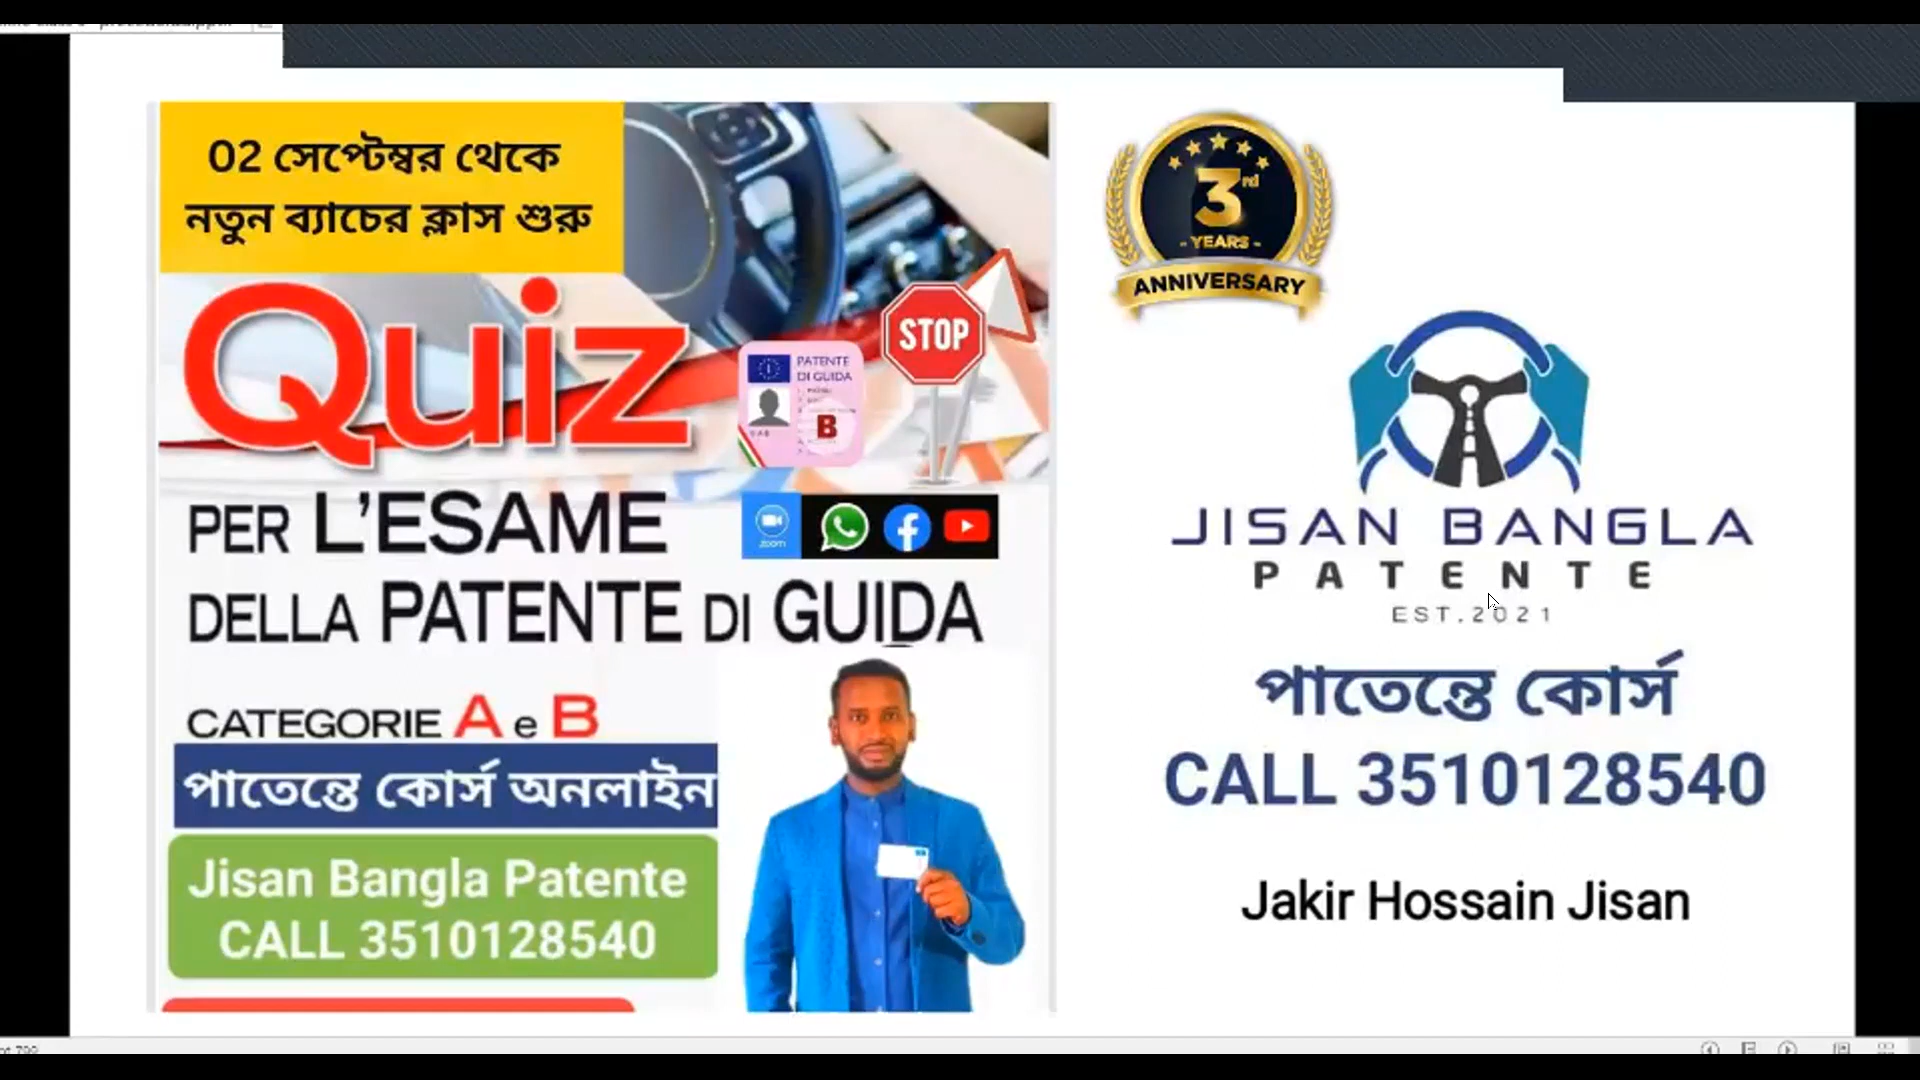 02 সেপ্টেম্বর থেকে
নতুন ব্যাচের ক্লাস শুরু
Quiz
STOP
PATENTE
DI GUIDA
B
zoom
PER L'ESAME
DELLA PATENTE DI GUIDA
CATEGORIE A e B
পাতেন্তে কোর্স অনলাইন
Jisan Bangla Patente
CALL 3510128540
3rd
- YEARS -
ANNIVERSARY
JISAN BANGLA
PATENTE
EST.2021
পাতেন্তে কোর্স
CALL 3510128540
Jakir Hossain Jisan